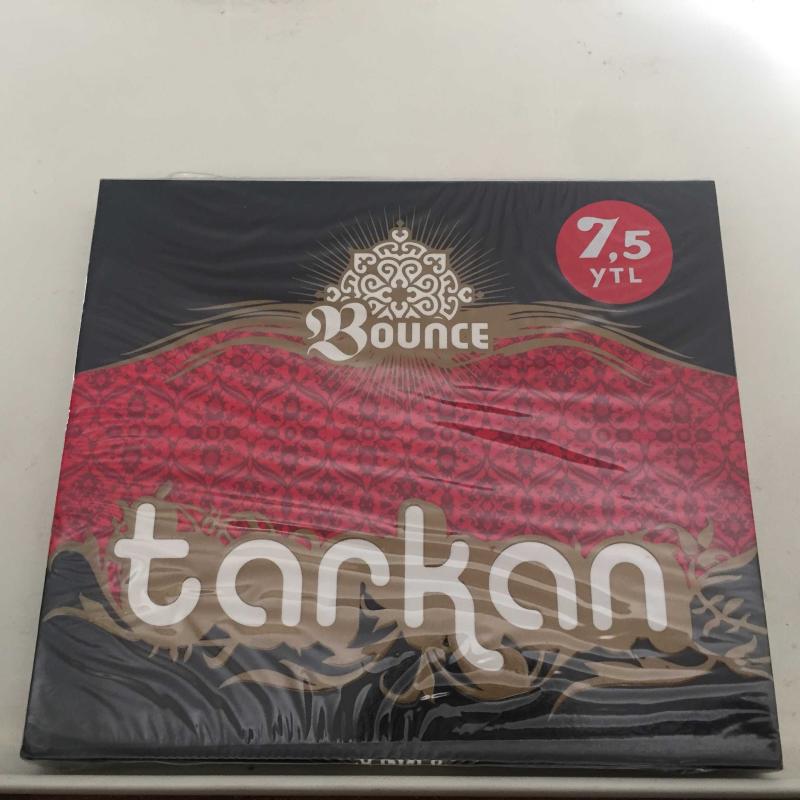 7,5
YTL
BOUNCE
tarkan